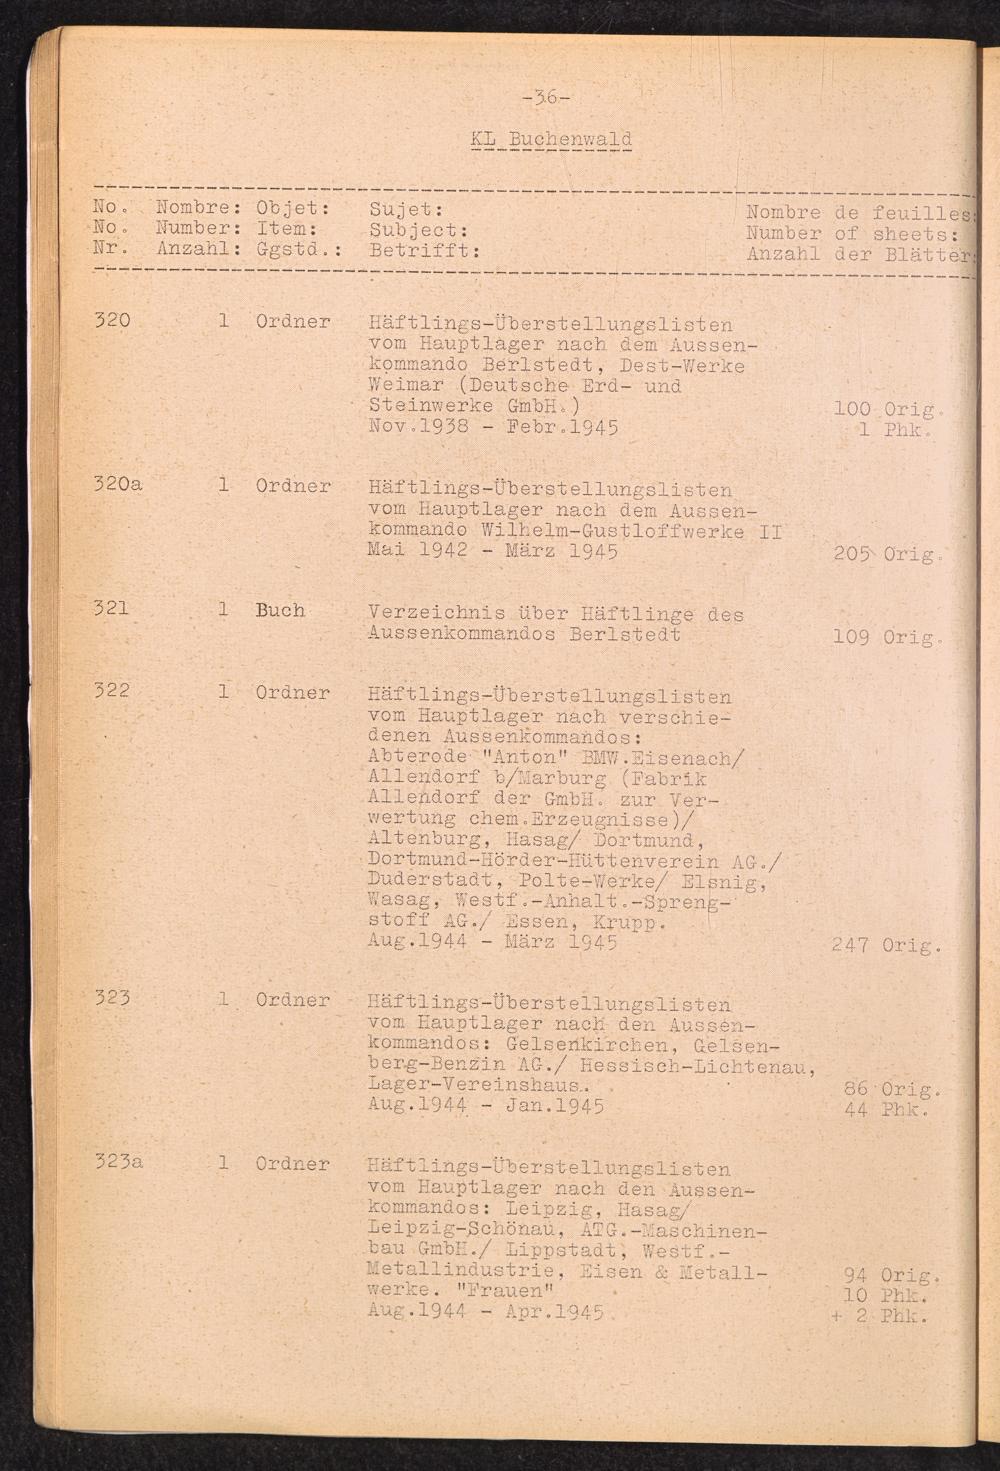 -36-
KL Buchenwald
No. Nombre: Objet: Sujet: Nombre de feuilles:
No. Number: Item: Subject: Number of sheets:
Nr. Anzahl: Ggstd.: Betrifft: Anzahl der Blätter:
320 1 Ordner Häftlings-Überstellungslisten
vom Hauptlager nach dem Aussen-
kommando Berlstedt, Dest-Werke
Weimar (Deutsche Erd- und
Steinwerke GmbH.) 100 Orig.
Nov.1938 - Febr.1945 1 Phk.
320a 1 Ordner Häftlings-Überstellungslisten
vom Hauptlager nach dem Aussen-
kommando Wilhelm-Gustloffwerke II
Mai 1942 - März 1945 205 Orig.
321 1 Buch Verzeichnis über Häftlinge des
Aussenkommandos Berlstedt 109 Orig.
322 1 Ordner Häftlings-Überstellungslisten
vom Hauptlager nach verschie-
denen Aussenkommandos:
Abterode "Anton" BMW.Eisenach/
Allendorf b/Marburg (Fabrik
Allendorf der GmbH. zur Ver-
wertung chem.Erzeugnisse)/
Altenburg, Hasag/ Dortmund,
Dortmund-Hörder-Hüttenverein AG./
Duderstadt, Polte-Werke/ Elsnig,
Wasag, Westf.-Anhalt.-Spreng-
stoff AG./ Essen, Krupp.
Aug.1944 - März 1945 247 Orig.
323 1 Ordner Häftlings-Überstellungslisten
vom Hauptlager nach den Aussen-
kommandos: Gelsenkirchen, Gelsen-
berg-Benzin AG./ Hessisch-Lichtenau,
Lager-Vereinshaus. 86 Orig.
Aug.1944 - Jan.1945 44 Phk.
323a 1 Ordner Häftlings-Überstellungslisten
vom Hauptlager nach den Aussen-
kommandos: Leipzig, Hasag/
Leipzig-Schönau, ATG.-Maschinen-
bau GmbH./ Lippstadt, Westf.-
Metallindustrie, Eisen & Metall- 94 Orig.
werke. "Frauen" 10 Phk.
Aug.1944 - Apr.1945 + 2 Phk.